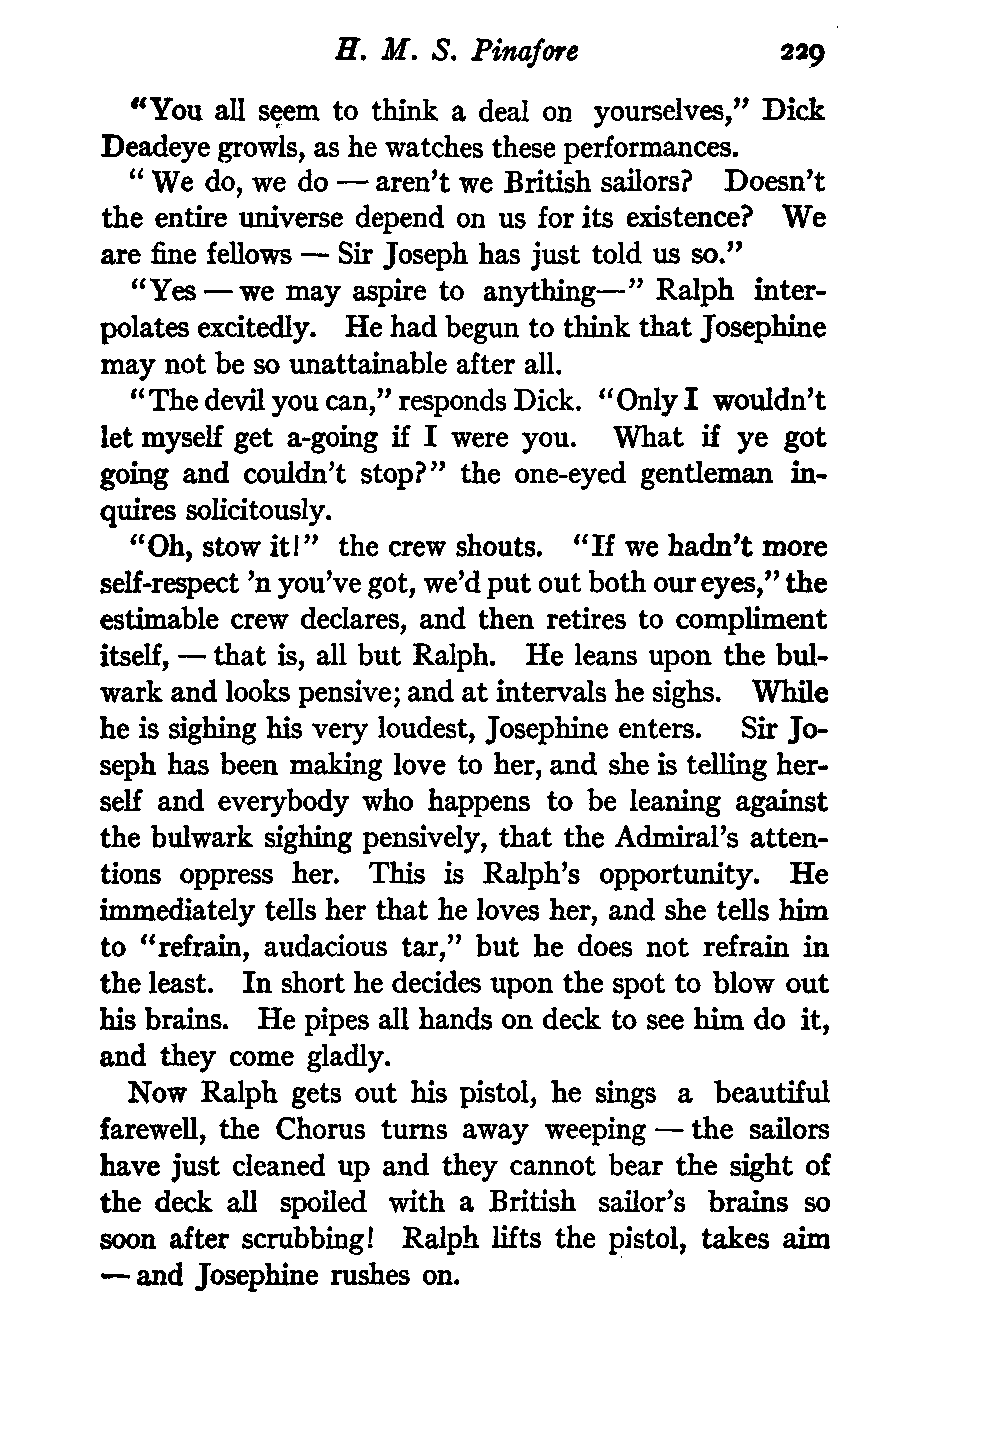 H. M. S. Pinafore 229
"You all seem to think a deal on yourselves," Dick
Deadeye growls, as he watches these performances.
"We do, we do — aren't we British sailors? Doesn't
the entire universe depend on us for its existence? We
are fine fellows — Sir Joseph has just told us so."
"Yes — we may aspire to anything—" Ralph inter-
polates excitedly. He had begun to think that Josephine
may not be so unattainable after all.
"The devil you can," responds Dick. "Only I wouldn't
let myself get a-going if I were you. What if ye got
going and couldn't stop?" the one-eyed gentleman in-
quires solicitously.
"Oh, stow it!" the crew shouts. "If we hadn't more
self-respect 'n you've got, we'd put out both our eyes," the
estimable crew declares, and then retires to compliment
itself, — that is, all but Ralph. He leans upon the bul-
wark and looks pensive; and at intervals he sighs. While
he is sighing his very loudest, Josephine enters. Sir Jo-
seph has been making love to her, and she is telling her-
self and everybody who happens to be leaning against
the bulwark sighing pensively, that the Admiral's atten-
tions oppress her. This is Ralph's opportunity. He
immediately tells her that he loves her, and she tells him
to "refrain, audacious tar," but he does not refrain in
the least. In short he decides upon the spot to blow out
his brains. He pipes all hands on deck to see him do it,
and they come gladly.
Now Ralph gets out his pistol, he sings a beautiful
farewell, the Chorus turns away weeping — the sailors
have just cleaned up and they cannot bear the sight of
the deck all spoiled with a British sailor's brains so
soon after scrubbing! Ralph lifts the pistol, takes aim
— and Josephine rushes on.